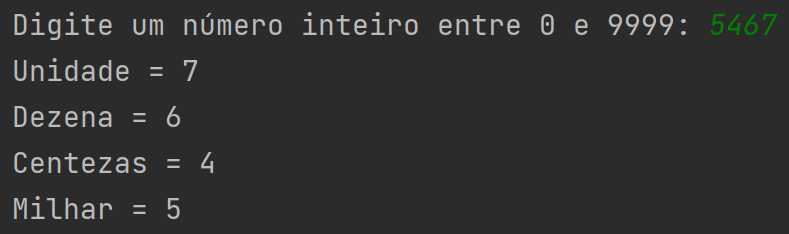 Digite um número inteiro entre 0 e 9999: 5467
Unidade = 7
Dezena = 6
Centezas = 4
Milhar = 5